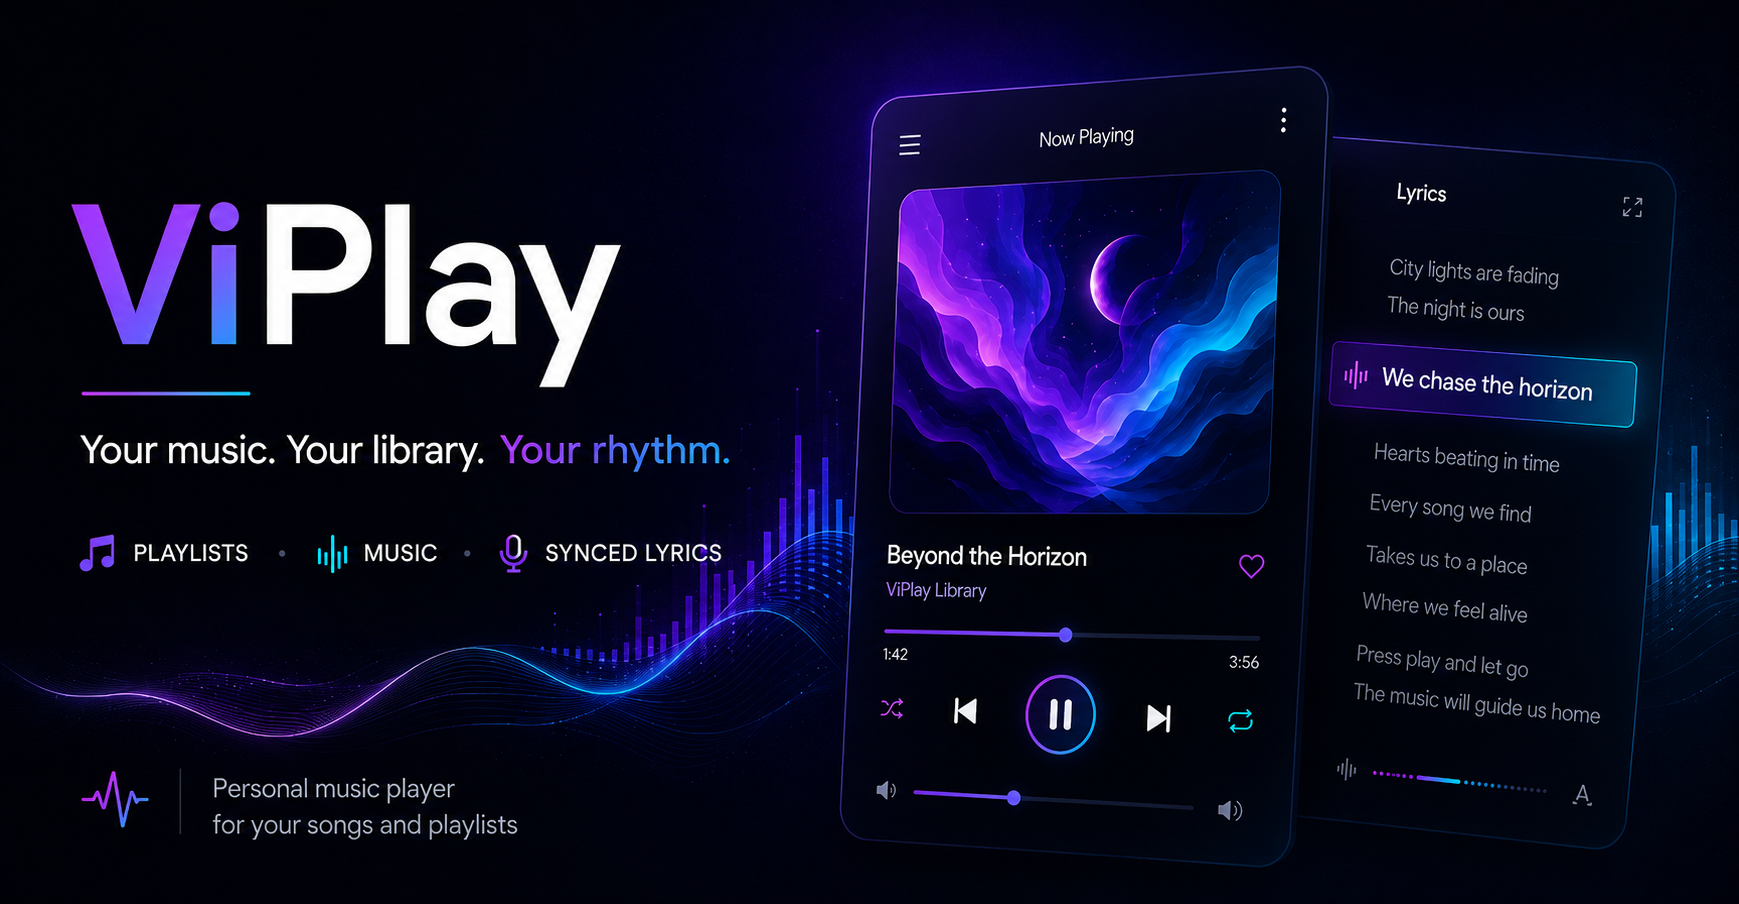 ViPlay
Your music. Your library. Your rhythm.
PLAYLISTS • MUSIC • SYNCED LYRICS
Personal music player
for your songs and playlists
Now Playing
Beyond the Horizon
ViPlay Library
1:42
3:56
Lyrics
City lights are fading
The night is ours
We chase the horizon
Hearts beating in time
Every song we find
Takes us to a place
Where we feel alive
Press play and let go
The music will guide us home
A